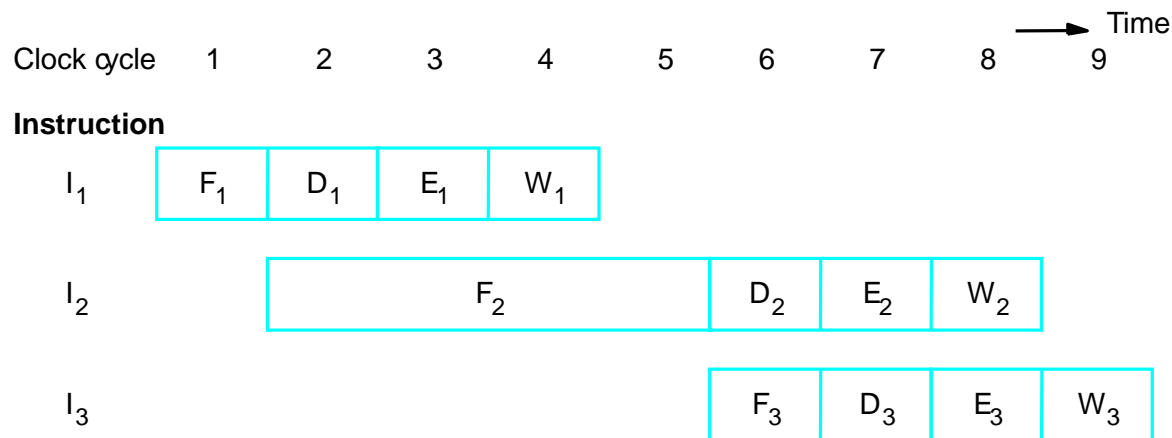 Time
Clock cycle 1 2 3 4 5 6 7 8 9
Instruction
I1 F1 D1 E1 W1
I2 F2 D2 E2 W2
I3 F3 D3 E3 W3